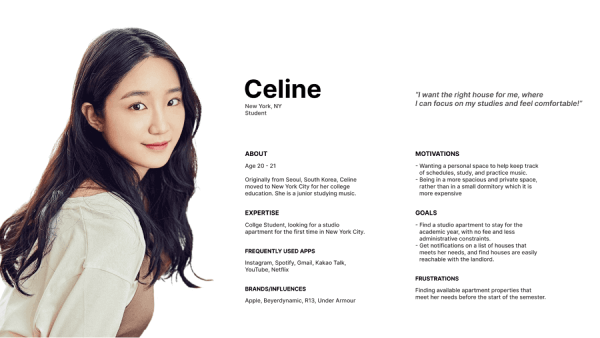 Celine
New York, NY
Student
"I want the right house for me, where
I can focus on my studies and feel comfortable!"
ABOUT
Age 20 - 21
Originally from Seoul, South Korea, Celine
moved to New York City for her college
education. She is a junior studying music.
EXPERTISE
Collge Student, looking for a studio
apartment for the first time in New York City.
FREQUENTLY USED APPS
Instagram, Spotify, Gmail, Kakao Talk,
YouTube, Netflix
BRANDS/INFLUENCES
Apple, Beyerdynamic, R13, Under Armour
MOTIVATIONS
- Wanting a personal space to help keep track
of schedules, study, and practice music.
- Being in a more spacious and private space,
rather than in a small dormitory which it is
more expensive
GOALS
- Find a studio apartment to stay for the
academic year, with no fee and less
administrative constraints.
- Get notifications on a list of houses that
meets her needs, and find houses are easily
reachable with the landlord.
FRUSTRATIONS
Finding available apartment properties that
meet her needs before the start of the semester.